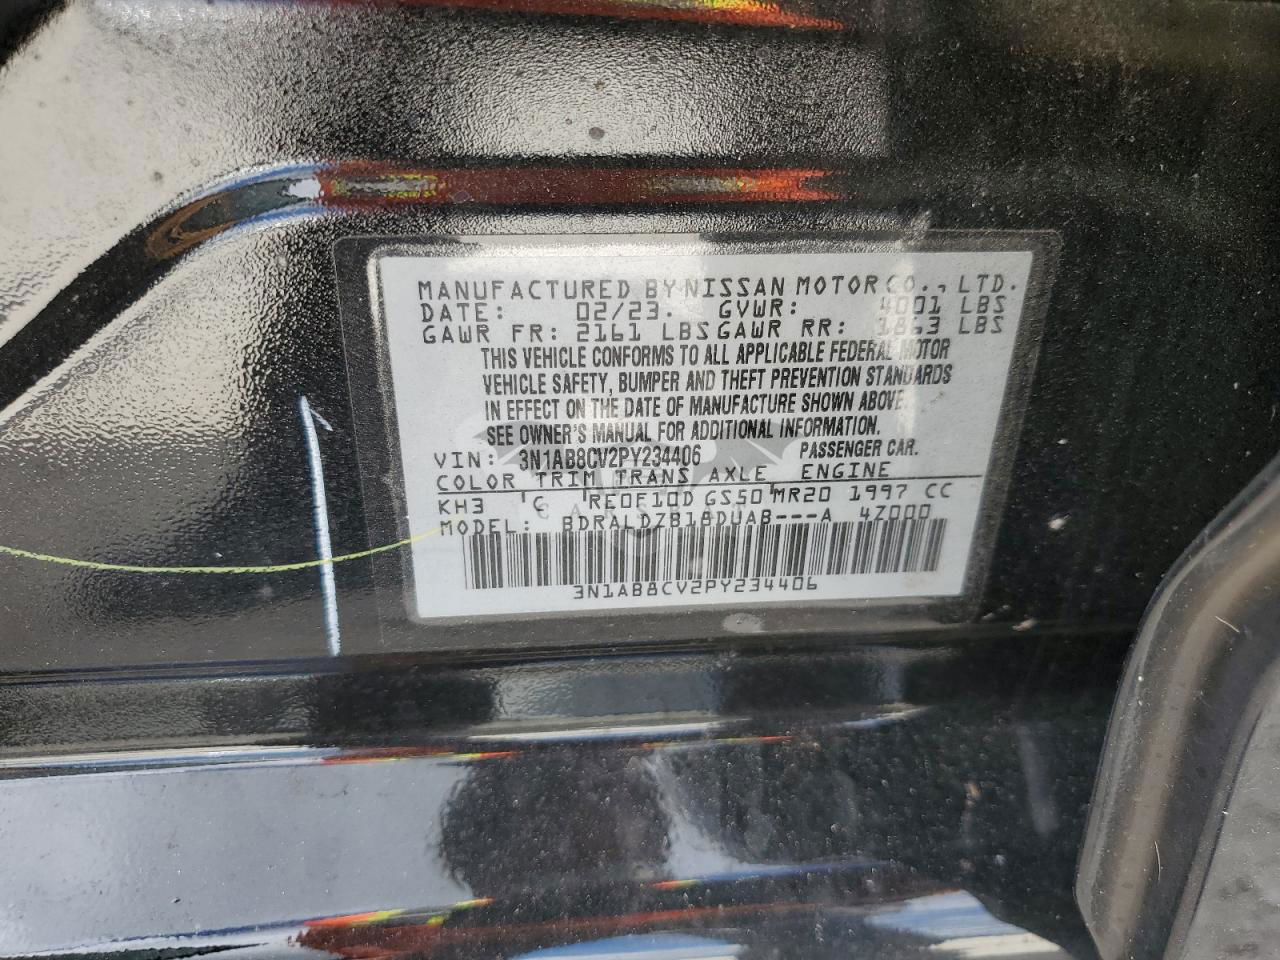 MANUFACTURED BY NISSAN MOTOR CO., LTD.
DATE: 02/23. GVWR: 4001 LBS
GAWR FR: 2161 LBS GAWR RR: 1863 LBS
THIS VEHICLE CONFORMS TO ALL APPLICABLE FEDERAL MOTOR
VEHICLE SAFETY, BUMPER AND THEFT PREVENTION STANDARDS
IN EFFECT ON THE DATE OF MANUFACTURE SHOWN ABOVE.
SEE OWNER'S MANUAL FOR ADDITIONAL INFORMATION.
VIN: 3N1AB8CV2PY234406 PASSENGER CAR.
COLOR TRIM TRANS AXLE ENGINE
KH3 G RE0F10D GS50 MR20 1997 CC
MODEL: BDRALDZB18DUAB---A 4Z000
3N1AB8CV2PY234406